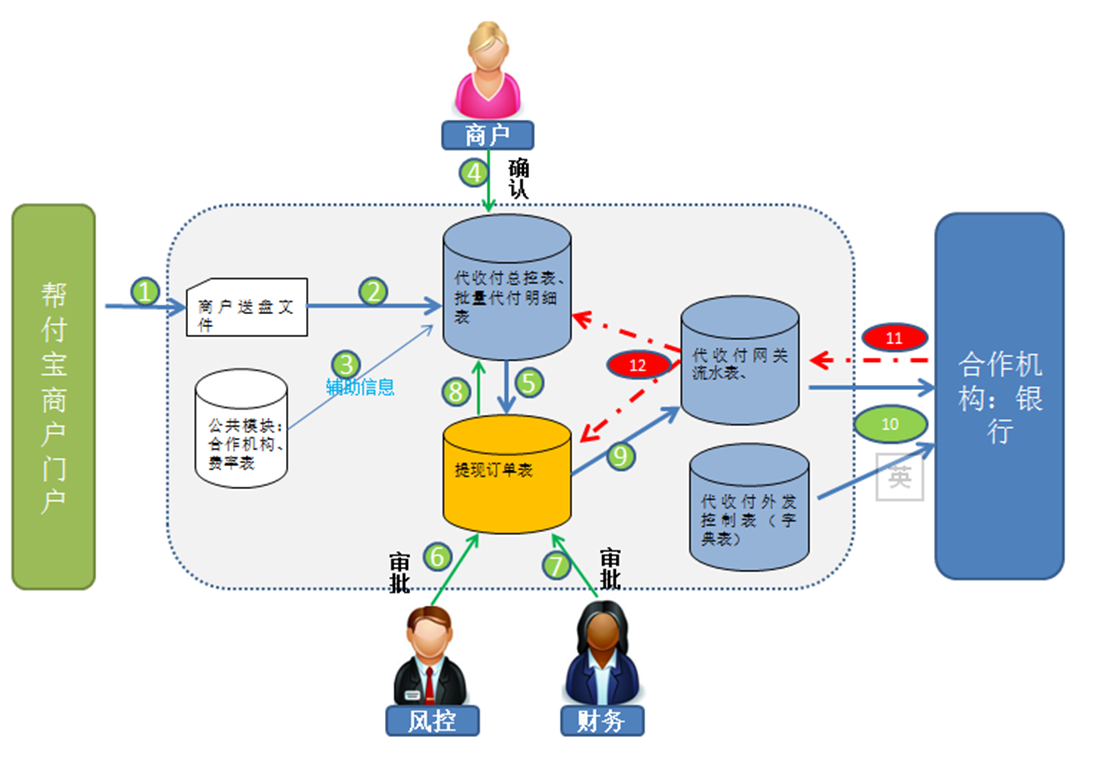 商户
4
确
认
帮
付
宝
商
户
门
户
1
商户送盘文
件
2
代收付总控表、
批量代付明细
表
3
辅助信息
公共模块：
合作机构、
费率表
8
5
提现订单表
12
9
代收付网关
流水表、
11
10
合作机
构：银
行
英
代收付外发
控制表（字
典表）
审
批
6
7
审
批
风控
财务